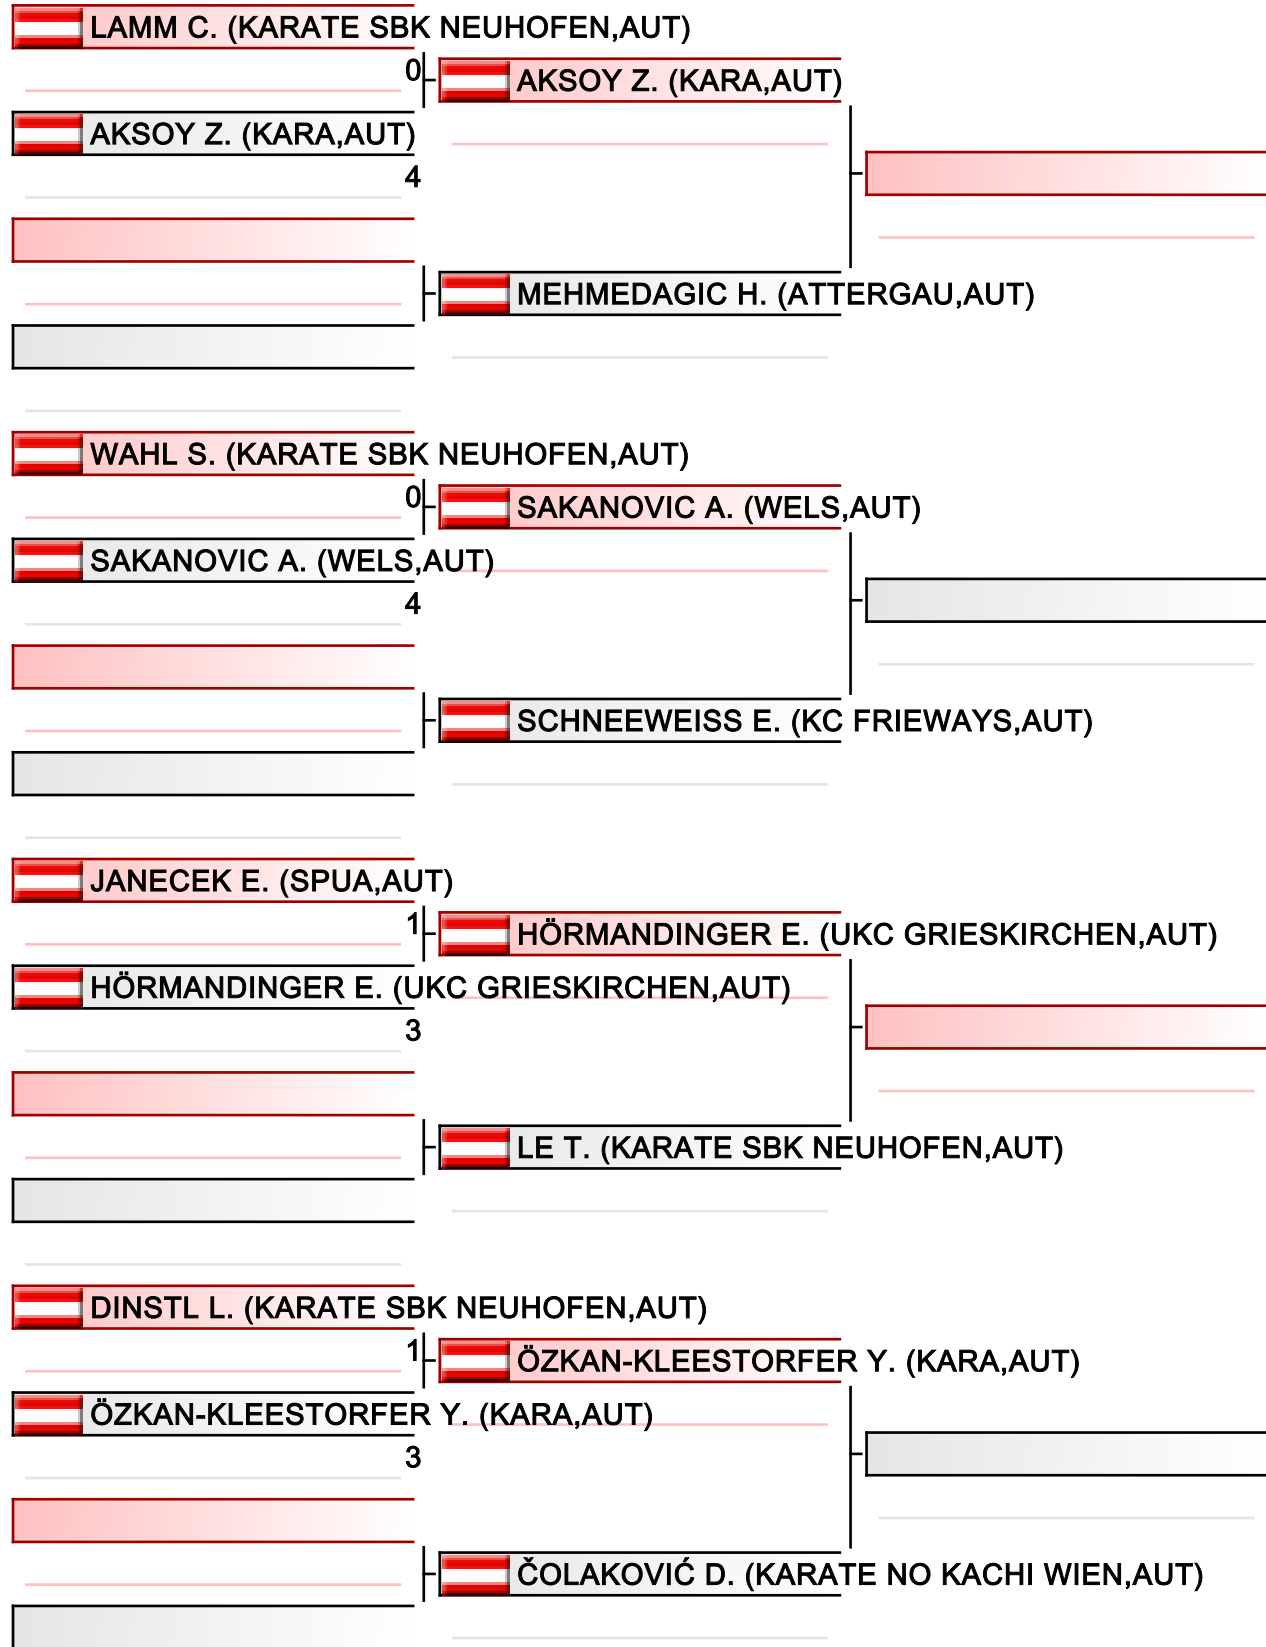 LAMM C. (KARATE SBK NEUHOFEN,AUT)
0
AKSOY Z. (KARA,AUT)
AKSOY Z. (KARA,AUT)
4
MEHMEDAGIC H. (ATTERGAU,AUT)
WAHL S. (KARATE SBK NEUHOFEN,AUT)
0
SAKANOVIC A. (WELS,AUT)
SAKANOVIC A. (WELS,AUT)
4
SCHNEEWEISS E. (KC FRIEWAYS,AUT)
JANECEK E. (SPUA,AUT)
1
HÖRMANDINGER E. (UKC GRIESKIRCHEN,AUT)
HÖRMANDINGER E. (UKC GRIESKIRCHEN,AUT)
3
LE T. (KARATE SBK NEUHOFEN,AUT)
DINSTL L. (KARATE SBK NEUHOFEN,AUT)
1
ÖZKAN-KLEESTORFER Y. (KARA,AUT)
ÖZKAN-KLEESTORFER Y. (KARA,AUT)
3
ČOLAKOVIĆ D. (KARATE NO KACHI WIEN,AUT)